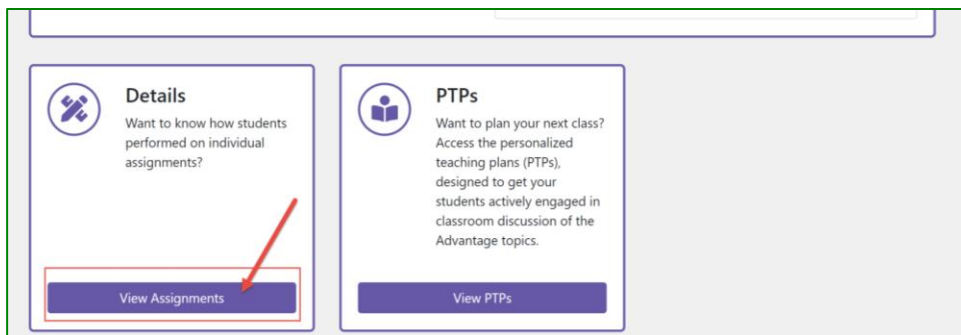 Details
Want to know how students
performed on individual
assignments?
View Assignments
PTPs
Want to plan your next class?
Access the personalized
teaching plans (PTPs),
designed to get your
students actively engaged in
classroom discussion of the
Advantage topics.
View PTPs